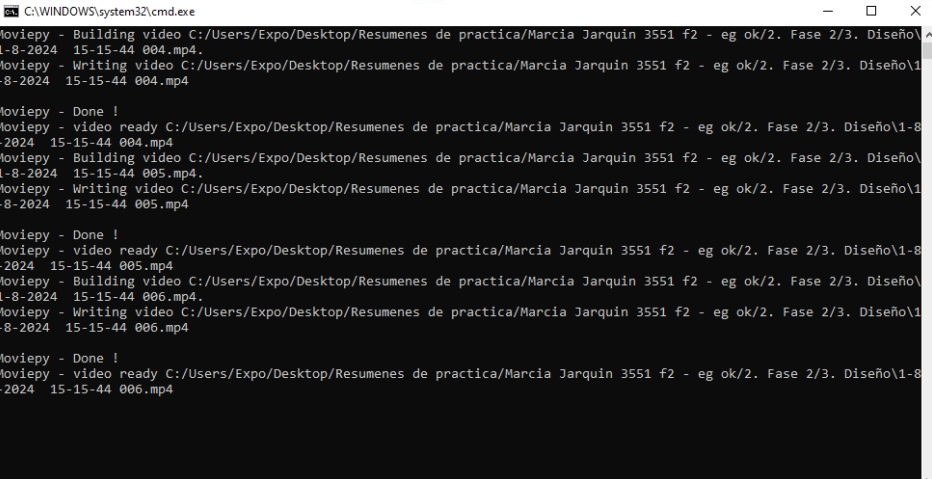 C:\WINDOWS\system32\cmd.exe
Moviepy - Building video C:/Users/Expo/Desktop/Resumenes de practica/Marcia Jarquin 3551 f2 - eg ok/2. Fase 2/3. Diseño\
1-8-2024  15-15-44 004.mp4.
Moviepy - Writing video C:/Users/Expo/Desktop/Resumenes de practica/Marcia Jarquin 3551 f2 - eg ok/2. Fase 2/3. Diseño\1
-8-2024  15-15-44 004.mp4
Moviepy - Done !
Moviepy - video ready C:/Users/Expo/Desktop/Resumenes de practica/Marcia Jarquin 3551 f2 - eg ok/2. Fase 2/3. Diseño\1-8
-2024  15-15-44 004.mp4
Moviepy - Building video C:/Users/Expo/Desktop/Resumenes de practica/Marcia Jarquin 3551 f2 - eg ok/2. Fase 2/3. Diseño\
1-8-2024  15-15-44 005.mp4.
Moviepy - Writing video C:/Users/Expo/Desktop/Resumenes de practica/Marcia Jarquin 3551 f2 - eg ok/2. Fase 2/3. Diseño\1
-8-2024  15-15-44 005.mp4
Moviepy - Done !
Moviepy - video ready C:/Users/Expo/Desktop/Resumenes de practica/Marcia Jarquin 3551 f2 - eg ok/2. Fase 2/3. Diseño\1-8
-2024  15-15-44 005.mp4
Moviepy - Building video C:/Users/Expo/Desktop/Resumenes de practica/Marcia Jarquin 3551 f2 - eg ok/2. Fase 2/3. Diseño\
1-8-2024  15-15-44 006.mp4.
Moviepy - Writing video C:/Users/Expo/Desktop/Resumenes de practica/Marcia Jarquin 3551 f2 - eg ok/2. Fase 2/3. Diseño\1
-8-2024  15-15-44 006.mp4
Moviepy - Done !
Moviepy - video ready C:/Users/Expo/Desktop/Resumenes de practica/Marcia Jarquin 3551 f2 - eg ok/2. Fase 2/3. Diseño\1-8
-2024  15-15-44 006.mp4